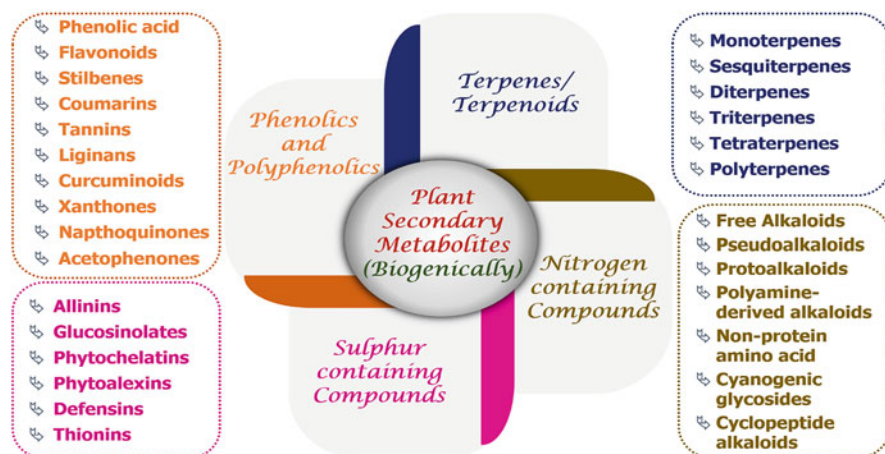 Phenolic acid
Flavonoids
Stilbenes
Coumarins
Tannins
Liginans
Curcuminoids
Xanthones
Napthoquinones
Acetophenones
Allinins
Glucosinolates
Phytochelatins
Phytoalexins
Defensins
Thionins
Phenolics
and
Polyphenolics
Terpenes/
Terpenoids
Plant
Secondary
Metabolites
(Biogenically)
Nitrogen
containing
Compounds
Sulphur
containing
Compounds
Monoterpenes
Sesquiterpenes
Diterpenes
Triterpenes
Tetraterpenes
Polyterpenes
Free Alkaloids
Pseudoalkaloids
Protoalkaloids
Polyamine-
derived alkaloids
Non-protein
amino acid
Cyanogenic
glycosides
Cyclopeptide
alkaloids